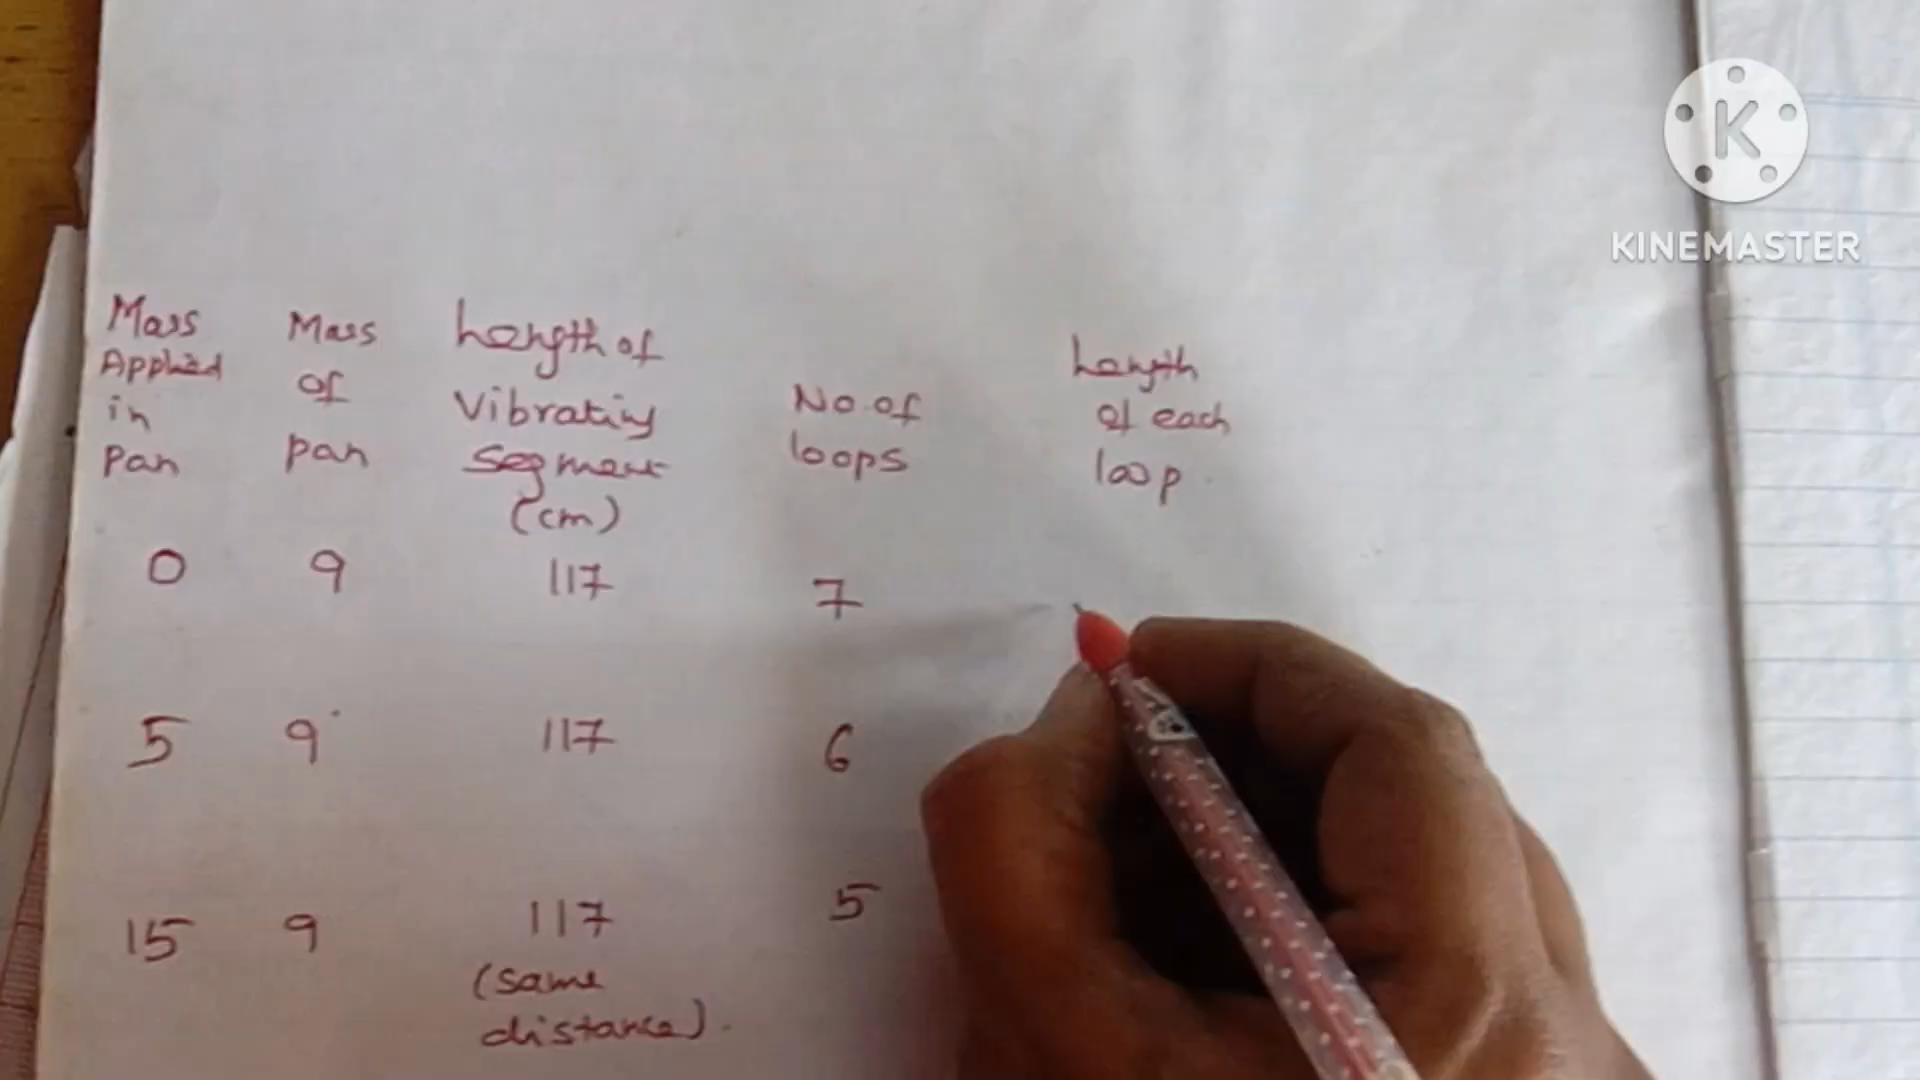 K
KINEMASTER
Mass
Applied
in
Pan
Mass
of
pan
Length of
Vibrating
Segment
(cm)
No. of
loops
Length
of each
loop
0 9 117 7
5 9 117 6
15 9 117 5
(same
distance)